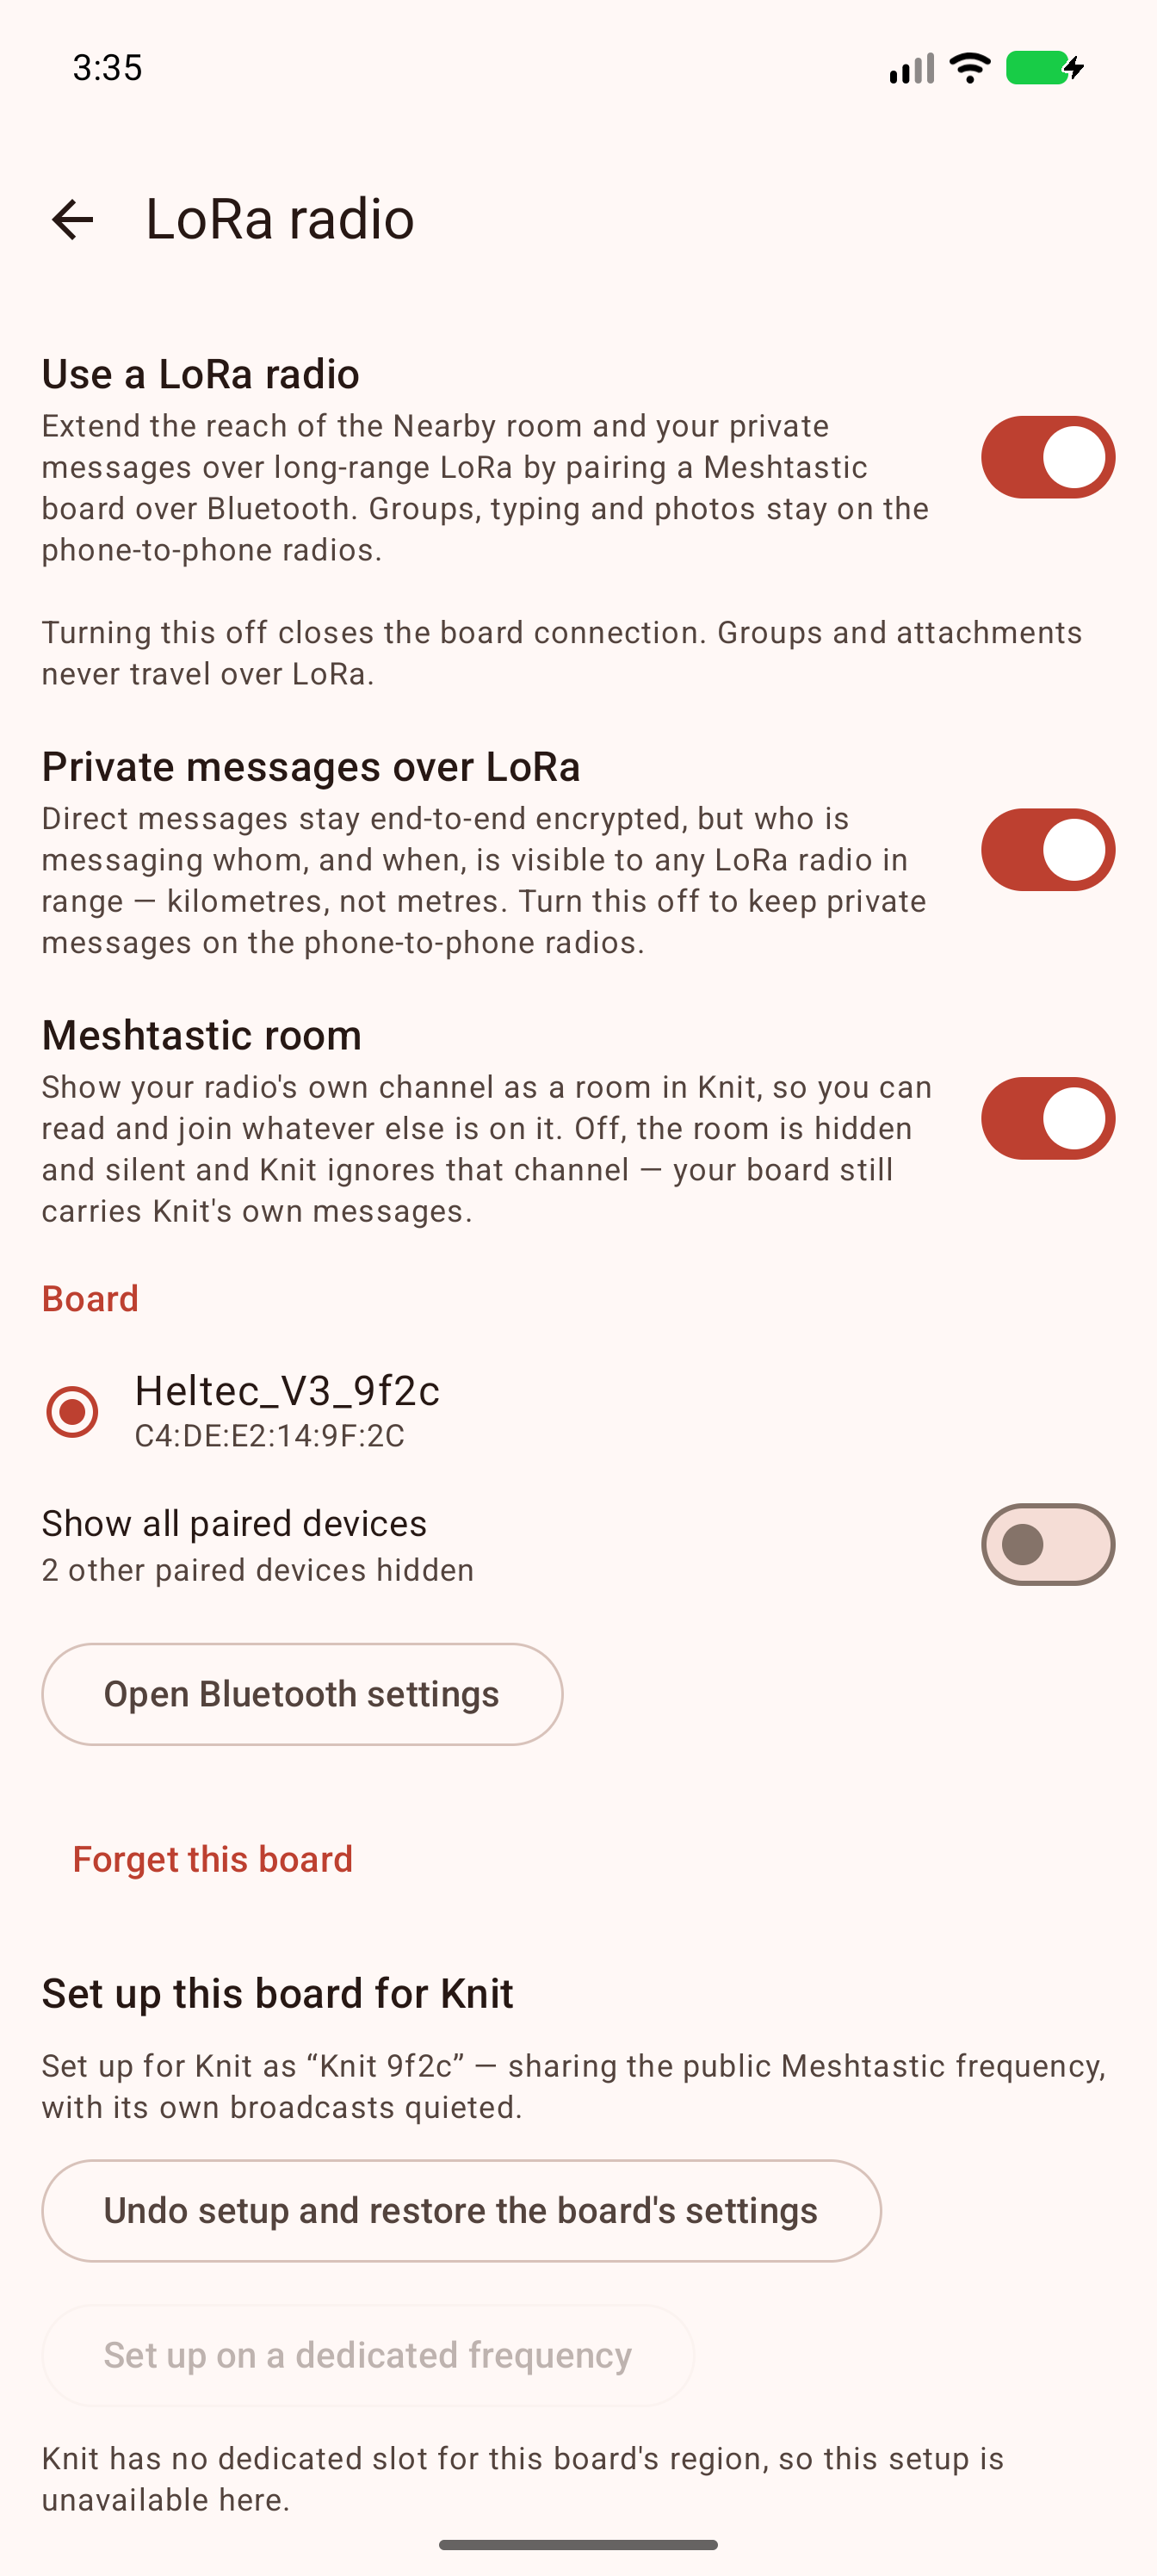 3:35
LoRa radio
Use a LoRa radio
Extend the reach of the Nearby room and your private
messages over long-range LoRa by pairing a Meshtastic
board over Bluetooth. Groups, typing and photos stay on the
phone-to-phone radios.
Turning this off closes the board connection. Groups and attachments
never travel over LoRa.
Private messages over LoRa
Direct messages stay end-to-end encrypted, but who is
messaging whom, and when, is visible to any LoRa radio in
range — kilometres, not metres. Turn this off to keep private
messages on the phone-to-phone radios.
Meshtastic room
Show your radio's own channel as a room in Knit, so you can
read and join whatever else is on it. Off, the room is hidden
and silent and Knit ignores that channel — your board still
carries Knit's own messages.
Board
Heltec_V3_9f2c
C4:DE:E2:14:9F:2C
Show all paired devices
2 other paired devices hidden
Open Bluetooth settings
Forget this board
Set up this board for Knit
Set up for Knit as “Knit 9f2c” — sharing the public Meshtastic frequency,
with its own broadcasts quieted.
Undo setup and restore the board's settings
Set up on a dedicated frequency
Knit has no dedicated slot for this board's region, so this setup is
unavailable here.